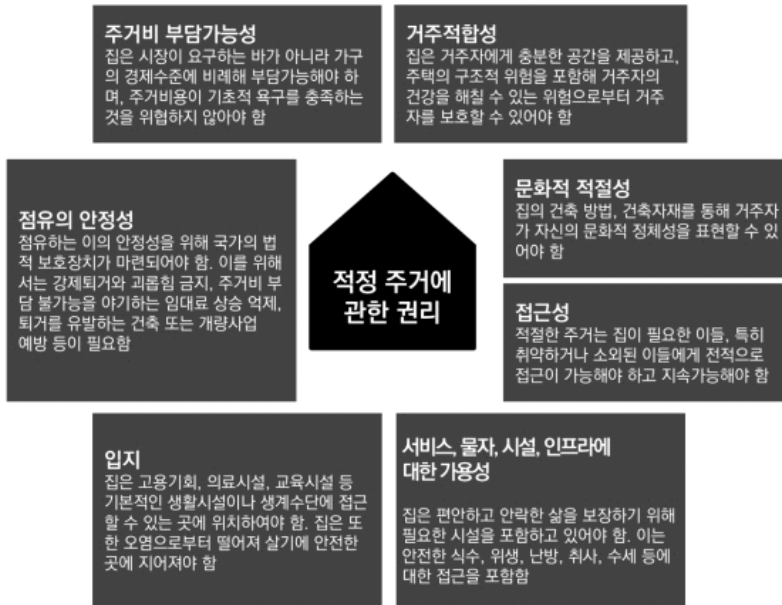 주거비 부담가능성
집은 시장이 요구하는 바가 아니라 가구
의 경제수준에 비례해 부담가능해야 하
며, 주거비용이 기초적 욕구를 충족하는
것을 위협하지 않아야 함
거주적합성
집은 거주자에게 충분한 공간을 제공하고,
주택의 구조적 위험을 포함해 거주자의
건강을 해칠 수 있는 위험으로부터 거주
자를 보호할 수 있어야 함
점유의 안정성
점유하는 이의 안정성을 위해 국가의 법
적 보호장치가 마련되어야 함. 이를 위해
서는 강제퇴거와 괴롭힘 금지, 주거비 부
담 불가능을 야기하는 임대료 상승 억제,
퇴거를 유발하는 건축 또는 개량사업
예방 등이 필요함
적정 주거에
관한 권리
문화적 적절성
집의 건축 방법, 건축자재를 통해 거주자
가 자신의 문화적 정체성을 표현할 수 있
어야 함
접근성
적절한 주거는 집이 필요한 이들, 특히
취약하거나 소외된 이들에게 전적으로
접근이 가능해야 하고 지속가능해야 함
입지
집은 고용기회, 의료시설, 교육시설 등
기본적인 생활시설이나 생계수단에 접근
할 수 있는 곳에 위치하여야 함. 집은 또
한 오염으로부터 떨어져 살기에 안전한
곳에 지어져야 함
서비스, 물자, 시설, 인프라에
대한 가용성
집은 편안하고 안락한 삶을 보장하기 위해
필요한 시설을 포함하고 있어야 함. 이는
안전한 식수, 위생, 난방, 취사, 수세 등에
대한 접근을 포함함